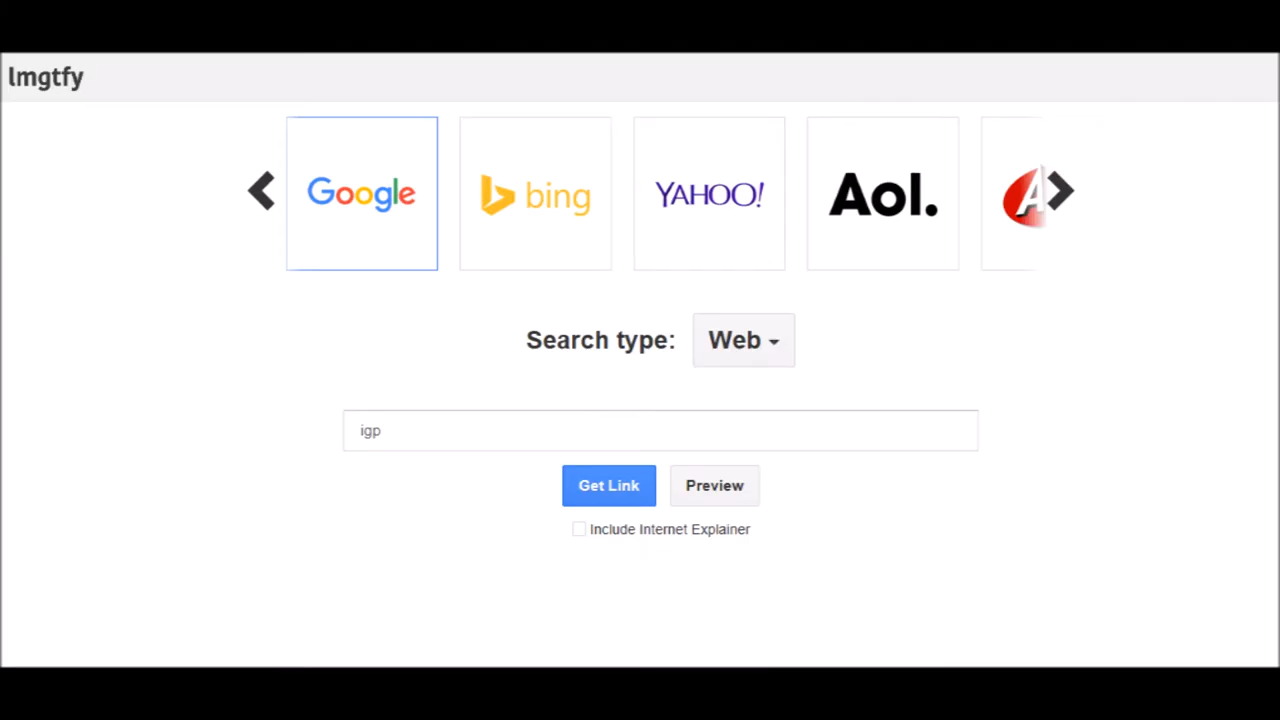 lmgtfy
Google bing YAHOO! Aol. A
Search type: Web
igp
Get Link Preview
Include Internet Explainer